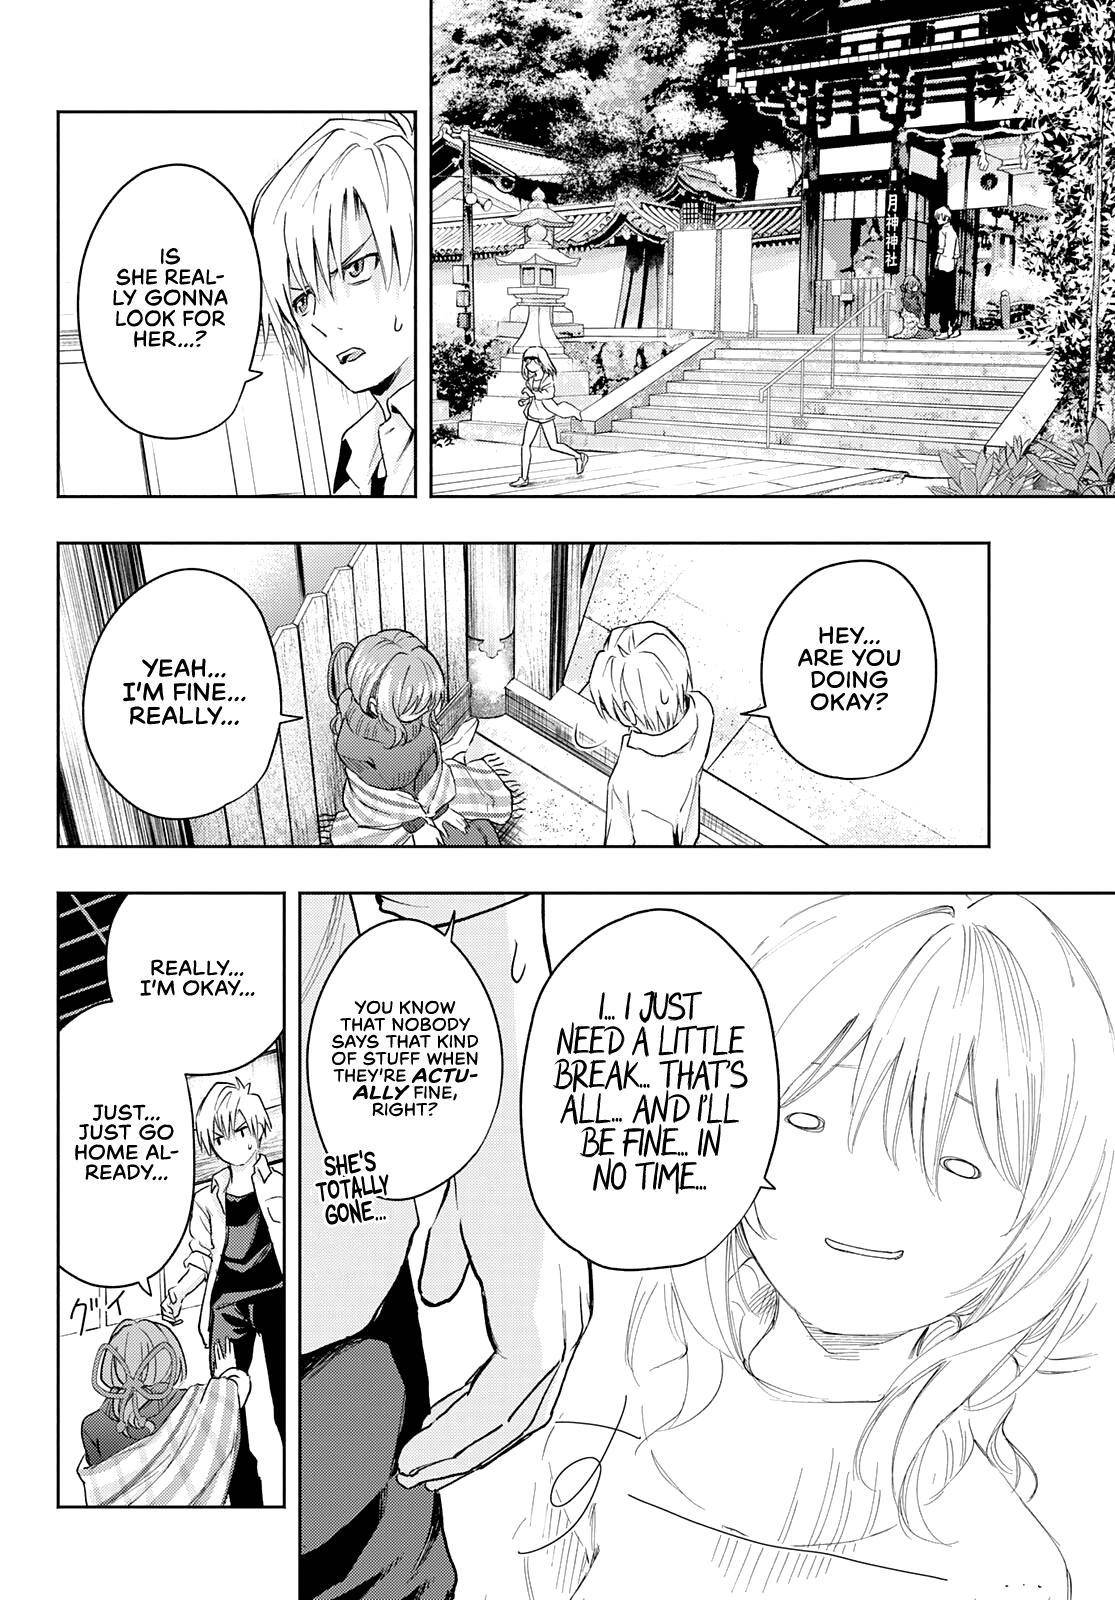 月神神社
IS
SHE REAL-
LY GONNA
LOOK FOR
HER...?
HEY...
ARE YOU
DOING
OKAY?
YEAH...
I'M FINE...
REALLY...
I... I JUST
NEED A LITTLE
BREAK... THAT'S
ALL... AND I'LL
BE FINE... IN
NO TIME...
YOU KNOW
THAT NOBODY
SAYS THAT KIND
OF STUFF WHEN
THEY'RE ACTU-
ALLY FINE,
RIGHT?
SHE'S
TOTALLY
GONE...
REALLY...
I'M OKAY...
JUST...
JUST GO
HOME AL-
READY...
グイ